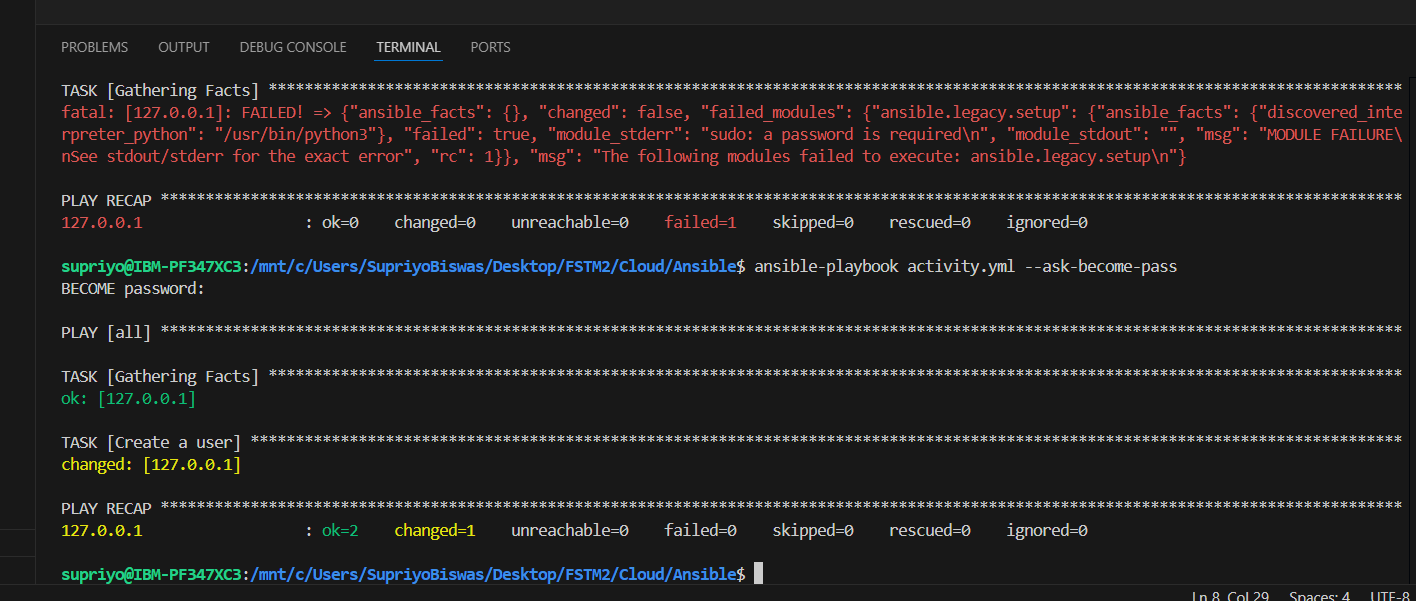 PROBLEMS OUTPUT DEBUG CONSOLE TERMINAL PORTS
TASK [Gathering Facts] ******************************************************************************************************************************
fatal: [127.0.0.1]: FAILED! => {"ansible_facts": {}, "changed": false, "failed_modules": {"ansible.legacy.setup": {"ansible_facts": {"discovered_inte
rpreter_python": "/usr/bin/python3"}, "failed": true, "module_stderr": "sudo: a password is required\n", "module_stdout": "", "msg": "MODULE FAILURE\
nSee stdout/stderr for the exact error", "rc": 1}}, "msg": "The following modules failed to execute: ansible.legacy.setup\n"}
PLAY RECAP ******************************************************************************************************************************************
127.0.0.1 : ok=0 changed=0 unreachable=0 failed=1 skipped=0 rescued=0 ignored=0
supriyo@IBM-PF347XC3:/mnt/c/Users/SupriyoBiswas/Desktop/FSTM2/Cloud/Ansible$ ansible-playbook activity.yml --ask-become-pass
BECOME password:
PLAY [all] ******************************************************************************************************************************************
TASK [Gathering Facts] ******************************************************************************************************************************
ok: [127.0.0.1]
TASK [Create a user] ********************************************************************************************************************************
changed: [127.0.0.1]
PLAY RECAP ******************************************************************************************************************************************
127.0.0.1 : ok=2 changed=1 unreachable=0 failed=0 skipped=0 rescued=0 ignored=0
supriyo@IBM-PF347XC3:/mnt/c/Users/SupriyoBiswas/Desktop/FSTM2/Cloud/Ansible$
Ln 8, Col 29 Spaces: 4 UTF-8